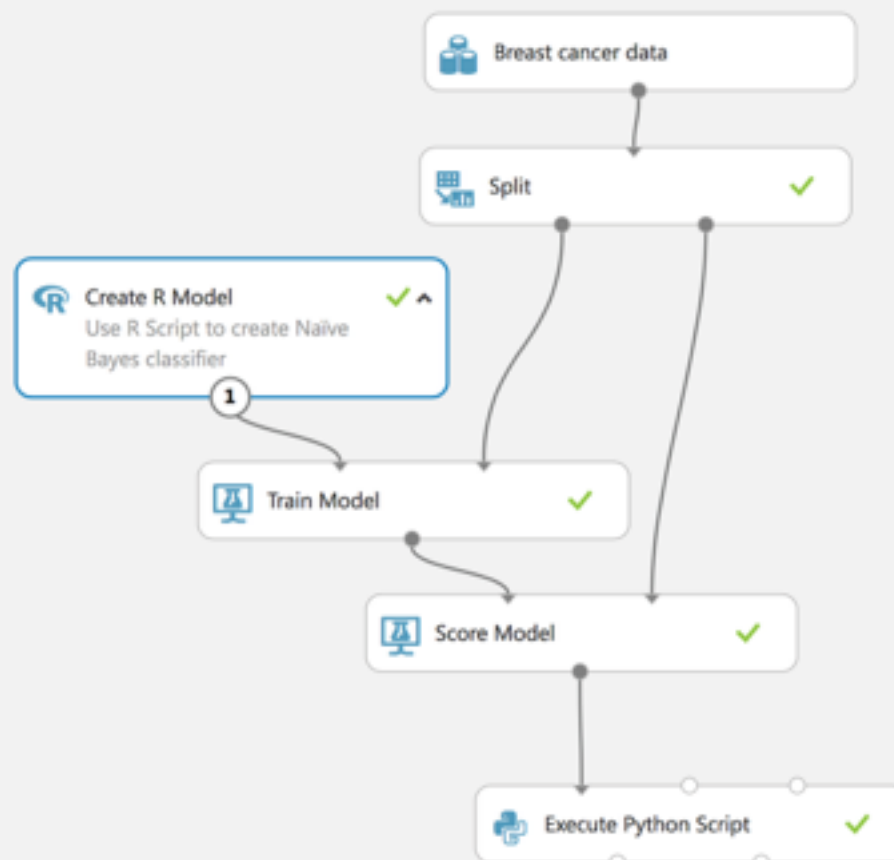 Breast cancer data
Split
Create R Model
Use R Script to create Naïve
Bayes classifier
1
Train Model
Score Model
Execute Python Script